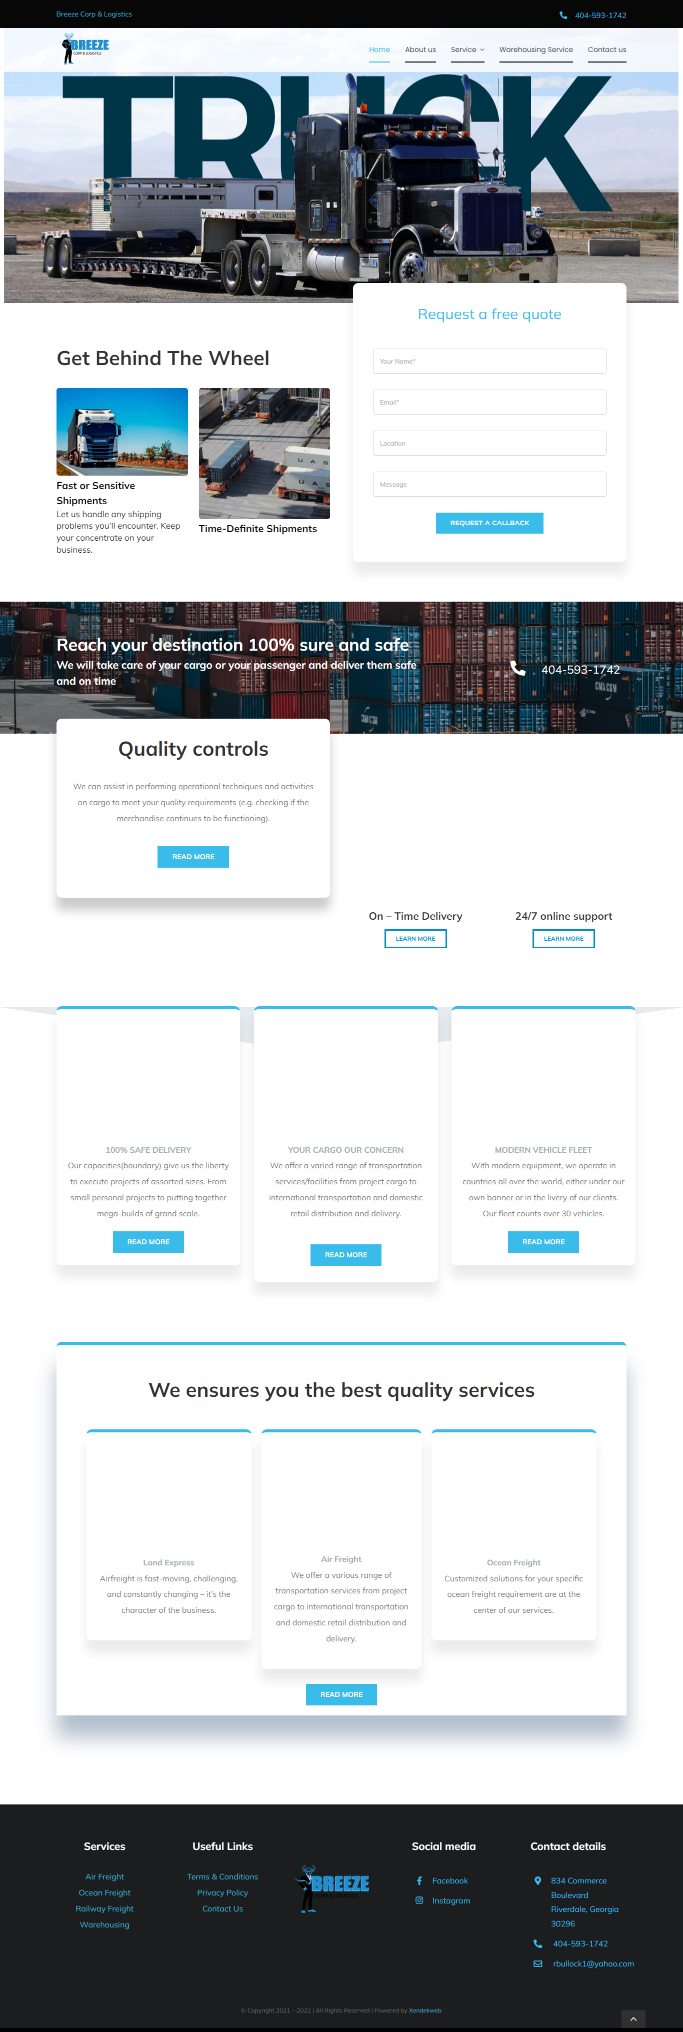 Breeze Corp & Logistics
404-593-1742
BREEZE
CORP & LOGISTICS
Home
About us
Service
Warehousing Service
Contact us
TRUCK
Request a free quote
Your Name*
Email*
Location
Message
REQUEST A CALLBACK
Get Behind The Wheel
Fast or Sensitive
Shipments
Let us handle any shipping
problems you'll encounter. Keep
your concentrate on your
business.
Time-Definite Shipments
Reach your destination 100% sure and safe
We will take care of your cargo or your passenger and deliver them safe
and on time
404-593-1742
Quality controls
We can assist in performing operational techniques and activities
on cargo to meet your quality requirements (e.g. checking if the
merchandise continues to be functioning).
READ MORE
On – Time Delivery
LEARN MORE
24/7 online support
LEARN MORE
100% SAFE DELIVERY
Our capacities(boundary) give us the liberty
to execute projects of assorted sizes. From
small personal projects to putting together
mega-builds of grand scale.
READ MORE
YOUR CARGO OUR CONCERN
We offer a varied range of transportation
services/facilities from project cargo to
international transportation and domestic
retail distribution and delivery.
READ MORE
MODERN VEHICLE FLEET
With modern equipment, we operate in
countries all over the world, either under our
own banner or in the livery of our clients.
Our fleet counts over 30 vehicles.
READ MORE
We ensures you the best quality services
Land Express
Airfreight is fast-moving, challenging,
and constantly changing – it's the
character of the business.
Air Freight
We offer a various range of
transportation services from project
cargo to international transportation
and domestic retail distribution and
delivery.
Ocean Freight
Customized solutions for your specific
ocean freight requirement are at the
center of our services.
READ MORE
Services
Air Freight
Ocean Freight
Railway Freight
Warehousing
Useful Links
Terms & Conditions
Privacy Policy
Contact Us
BREEZE
Social media
Facebook
Instagram
Contact details
834 Commerce
Boulevard
Riverdale, Georgia
30296
404-593-1742
rbullock1@yahoo.com
© Copyright 2021 – 2022 | All Rights Reserved | Powered by Xendekweb